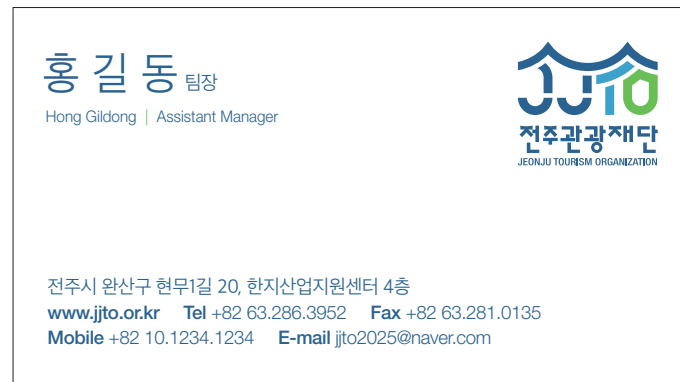 홍 길 동 팀장
Hong Gildong | Assistant Manager
JJTO
전주관광재단
JEONJU TOURISM ORGANIZATION
전주시 완산구 현무1길 20, 한지산업지원센터 4층
www.jjto.or.kr Tel +82 63.286.3952 Fax +82 63.281.0135
Mobile +82 10.1234.1234 E-mail jjto2025@naver.com